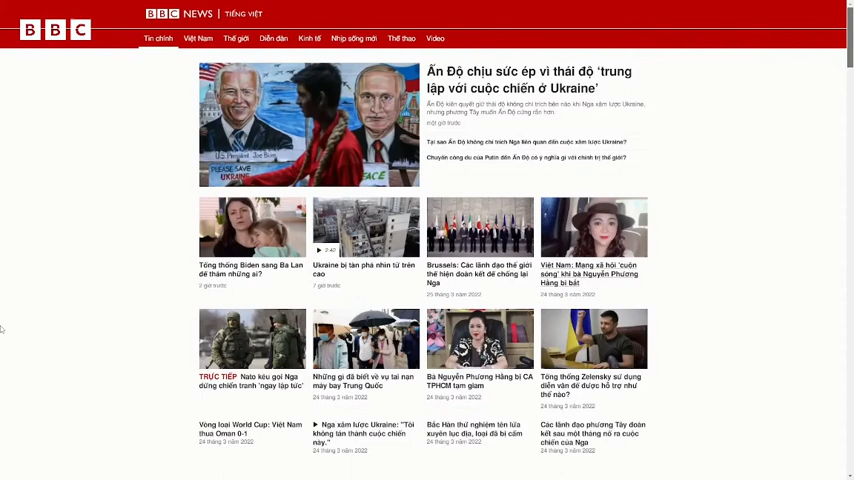 BBC NEWS | TIẾNG VIỆT
BBC
Tin chính Việt Nam Thế giới Diễn đàn Kinh tế Nhịp sống mới Thể thao Video
Ấn Độ chịu sức ép vì thái độ ‘trung
lập với cuộc chiến ở Ukraine’
Ấn Độ kiên quyết giữ thái độ không chỉ trích bên nào khi Nga xâm lược Ukraine,
nhưng phương Tây muốn Ấn Độ cứng rắn hơn.
một giờ trước
Tại sao Ấn Độ không chỉ trích Nga liên quan đến cuộc xâm lược Ukraine?
Chuyến công du của Putin đến Ấn Độ có ý nghĩa gì với chính trị thế giới?
U.S. President Joe Biden
PLEASE SAVE
UKRAINE
PEACE
2:42
Tổng thống Biden sang Ba Lan
để thăm những ai?
2 giờ trước
Ukraine bị tàn phá nhìn từ trên
cao
7 giờ trước
Brussels: Các lãnh đạo thế giới
thể hiện đoàn kết để chống lại
Nga
25 tháng 3 năm 2022
Việt Nam: Mạng xã hội 'cuộn
sóng' khi bà Nguyễn Phương
Hằng bị bắt
24 tháng 3 năm 2022
TRỰC TIẾP Nato kêu gọi Nga
dừng chiến tranh 'ngay lập tức'
Những gì đã biết về vụ tai nạn
máy bay Trung Quốc
24 tháng 3 năm 2022
Bà Nguyễn Phương Hằng bị CA
TPHCM tạm giam
24 tháng 3 năm 2022
Tổng thống Zelensky sử dụng
diễn văn để được hỗ trợ như
thế nào?
24 tháng 3 năm 2022
Vòng loại World Cup: Việt Nam
thua Oman 0-1
24 tháng 3 năm 2022
Nga xâm lược Ukraine: "Tôi
không tán thành cuộc chiến
này."
24 tháng 3 năm 2022
Bắc Hàn thử nghiệm tên lửa
xuyên lục địa, loại đã bị cấm
24 tháng 3 năm 2022
Các lãnh đạo phương Tây đoàn
kết sau một tháng nổ ra cuộc
chiến của Nga
24 tháng 3 năm 2022